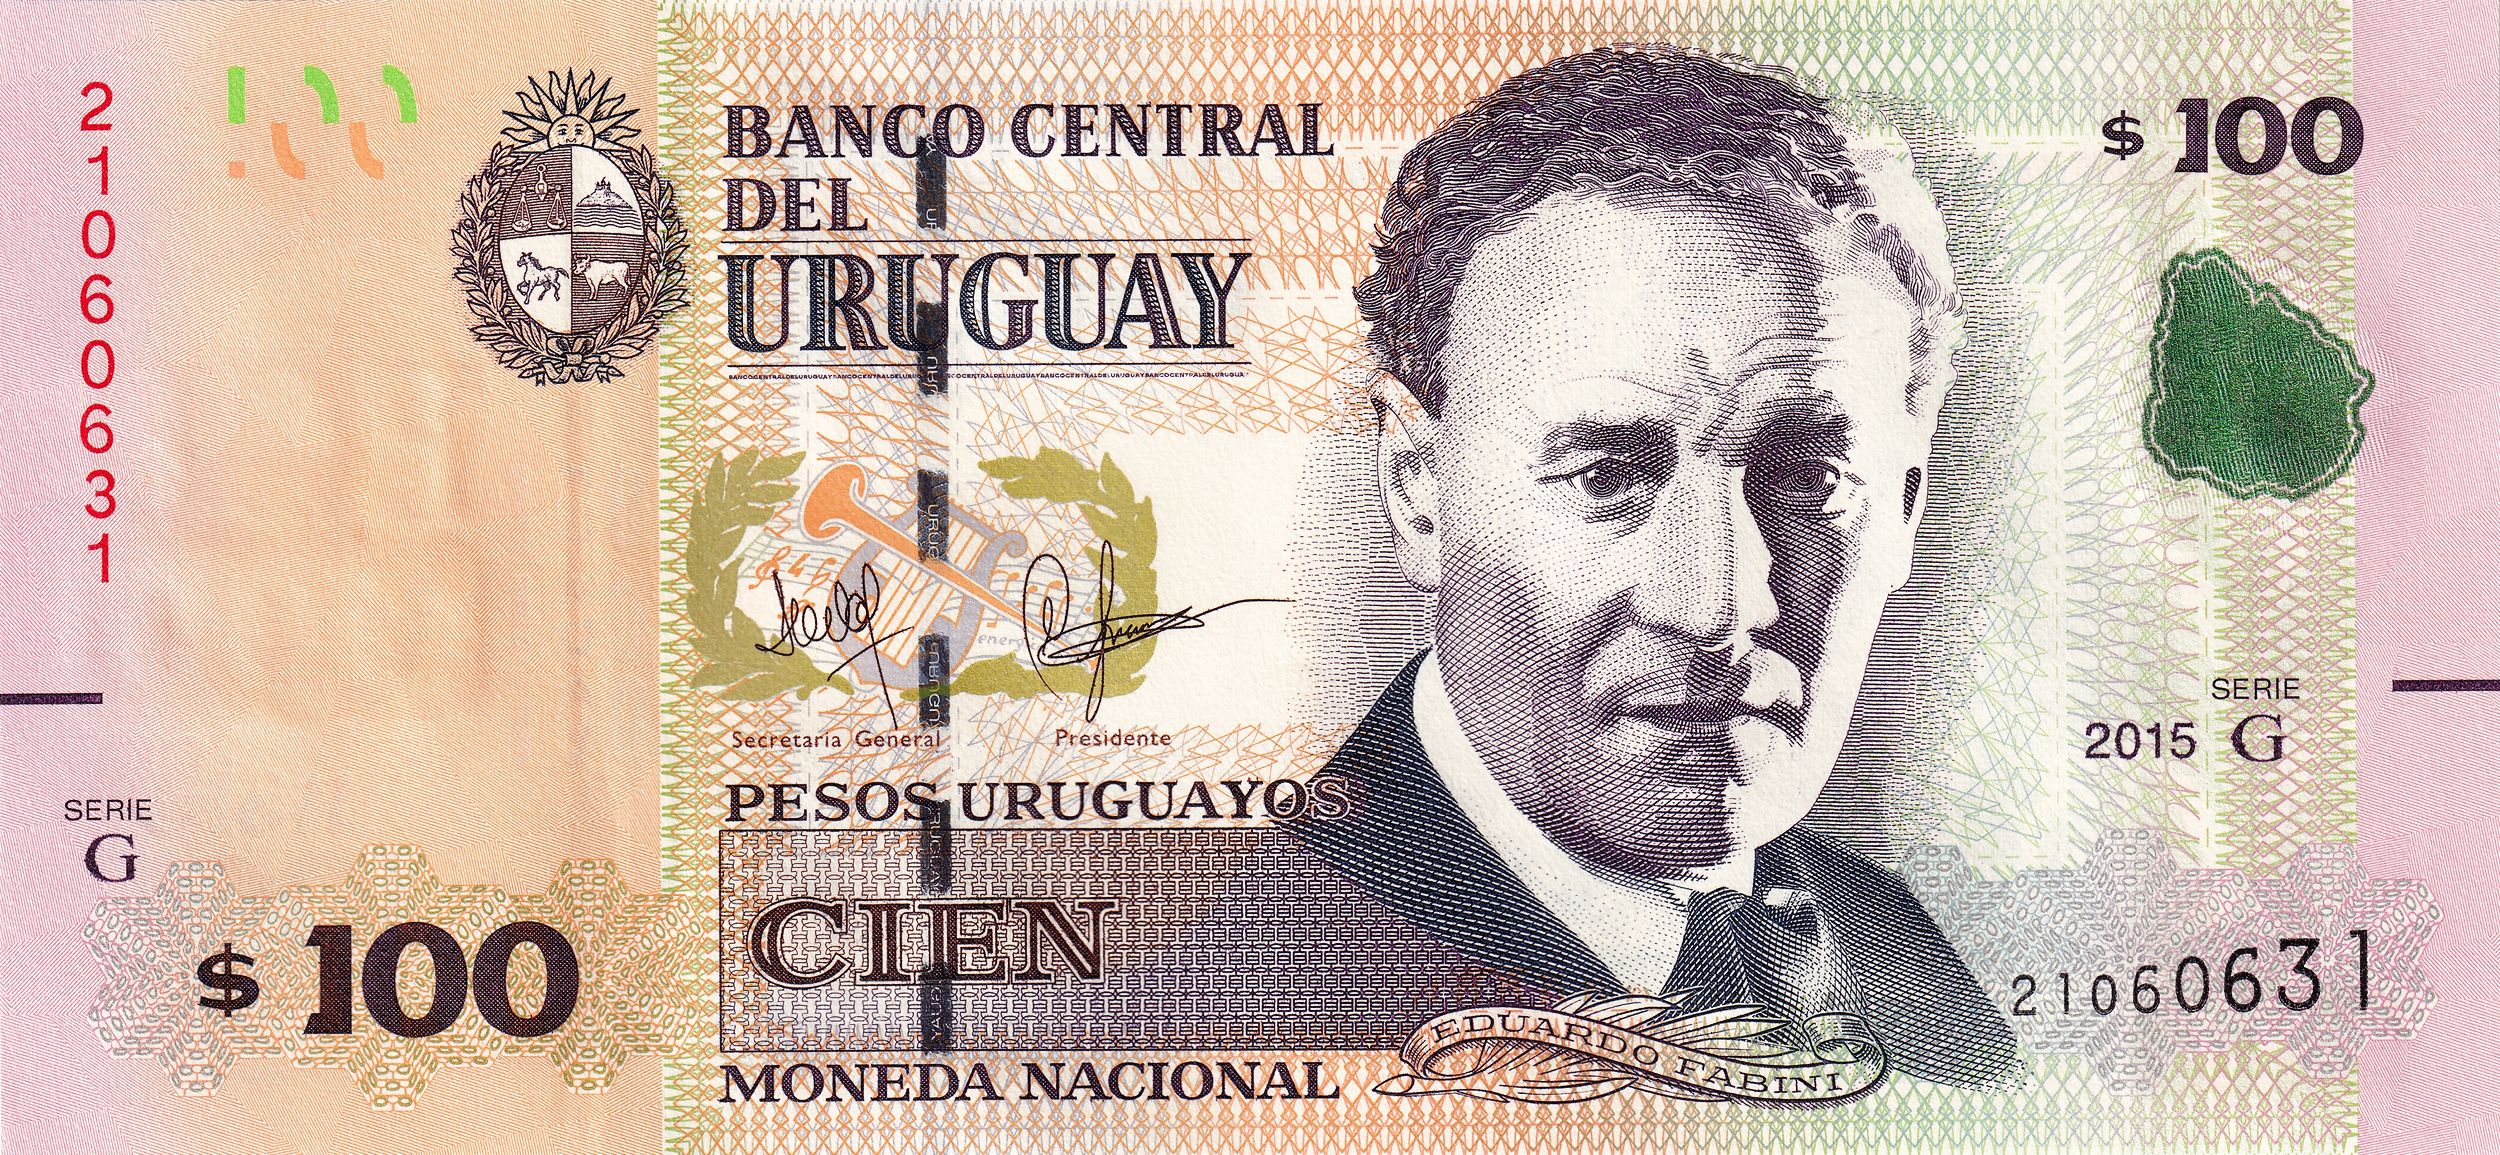 21060631
BANCO CENTRAL
DEL
URUGUAY
$ 100
Secretaria General
Presidente
PESOS URUGUAYOS
CIEN
MONEDA NACIONAL
SERIE
G
$ 100
EDUARDO FABINI
2015
SERIE
G
21060631